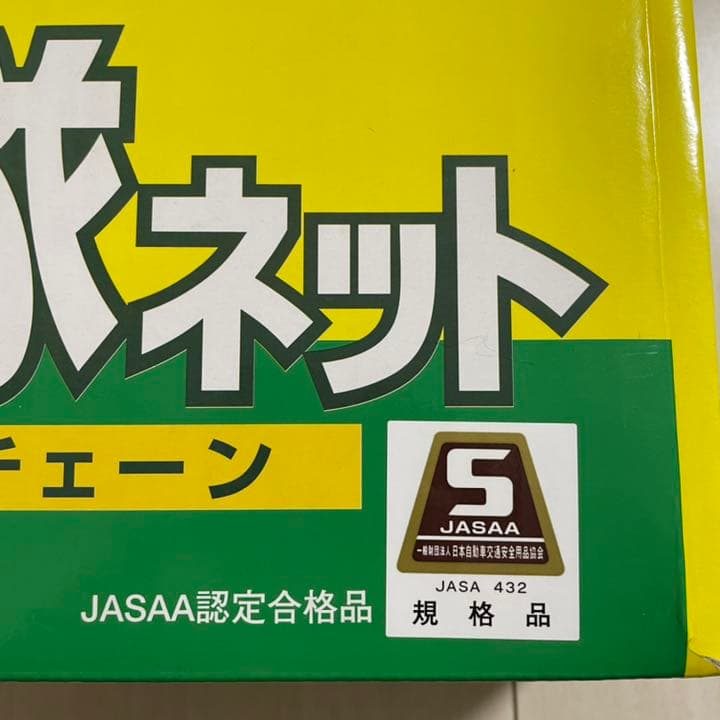 ネット
チェーン
S
JASAA
一般財団法人 日本自動車交通安全用品協会
JASA 432
規格品
JASAA認定合格品